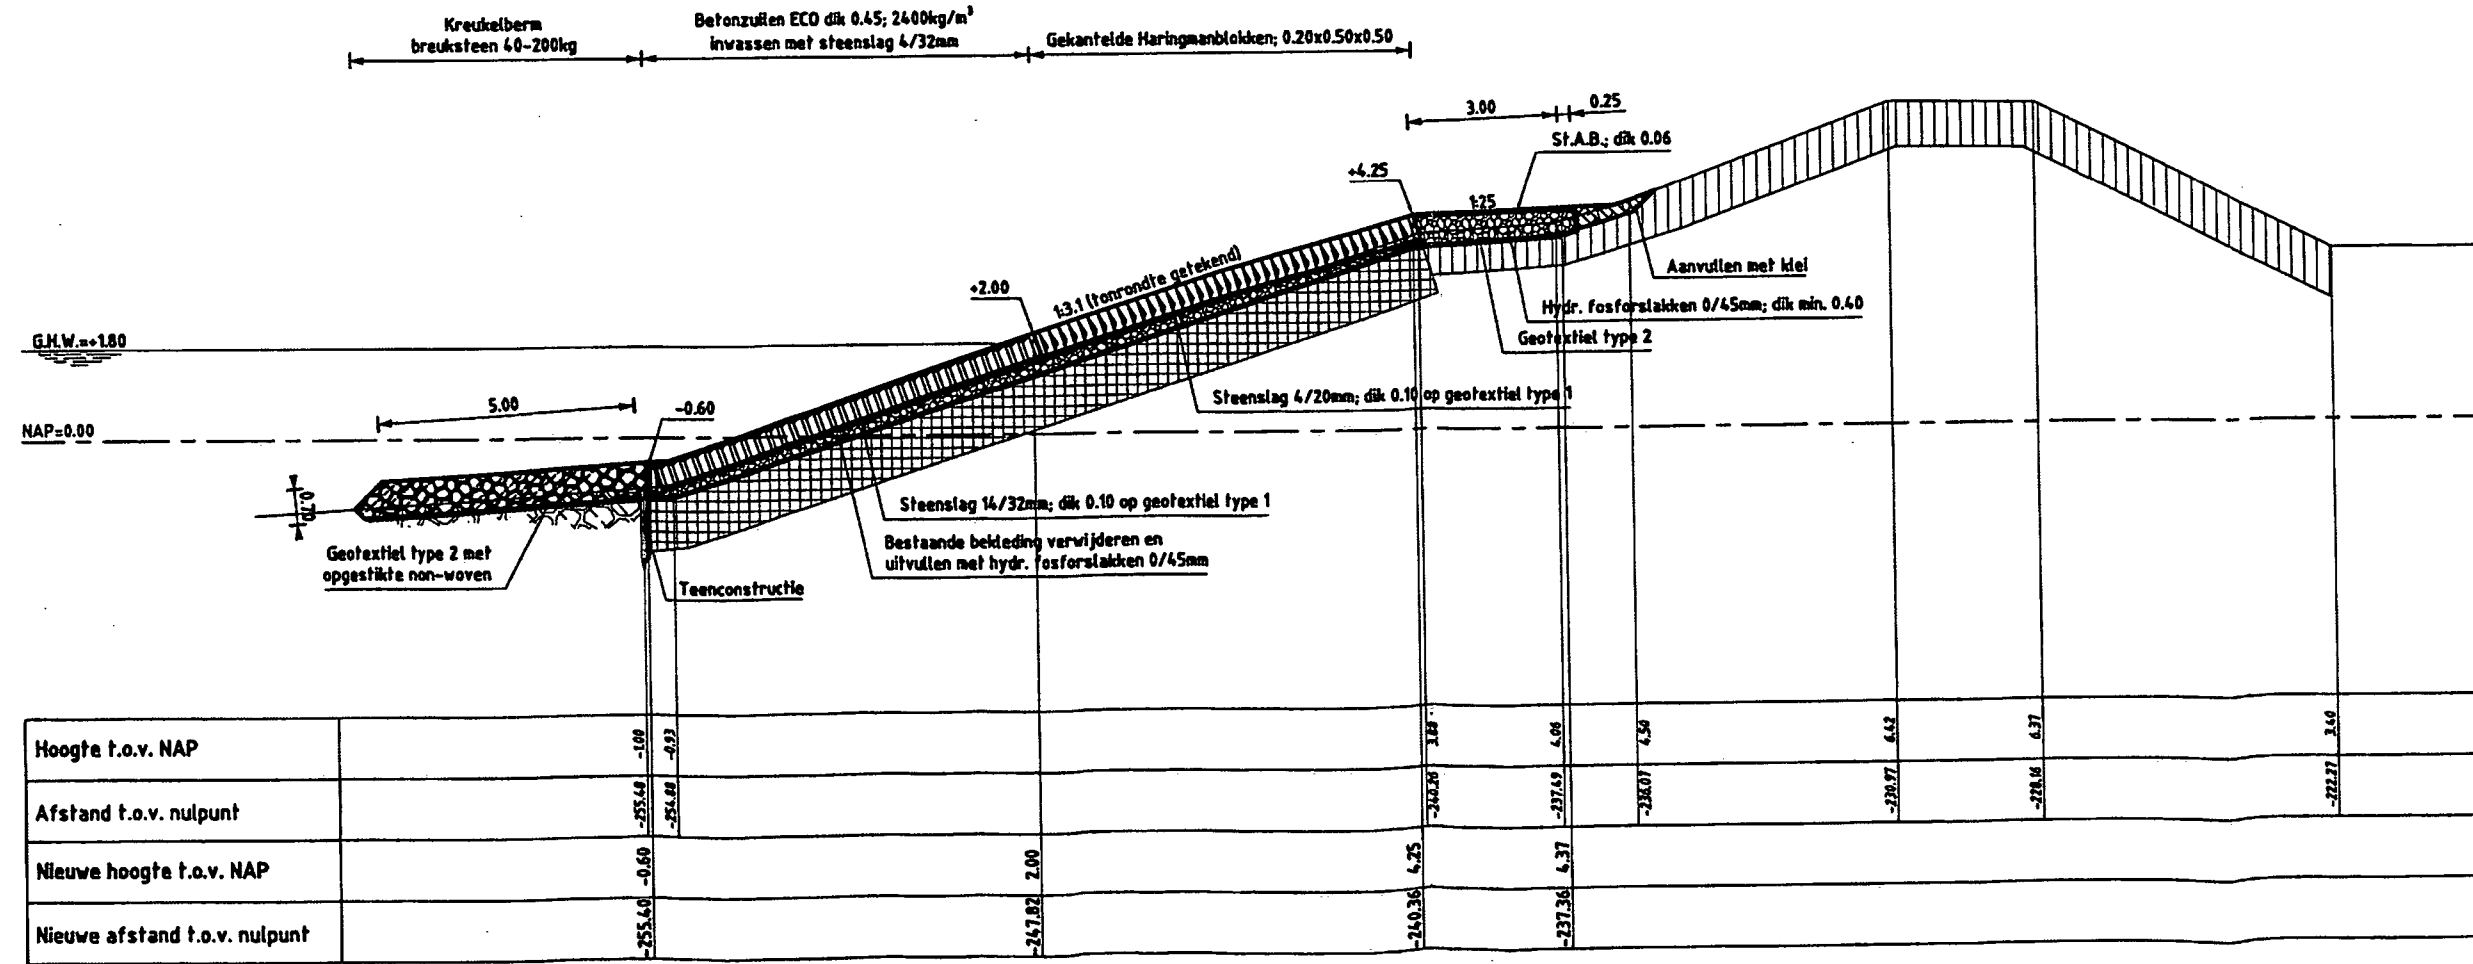 Kreukelberm
breuksteen 40-200kg
Betonzuilen ECO dik 0.45; 2400kg/m³
inwassen met steenslag 4/32mm
Gekantelde Haringmanblokken; 0.20x0.50x0.50
3.00
0.25
St.A.B.; dik 0.06
+4.25
1:25
1:3.1 (tonrondte getekend)
+2.00
Aanvullen met klei
Hydr. fosforslakken 0/45mm; dik min. 0.40
Geotextiel type 2
G.H.W.=+1.80
Steenslag 4/20mm; dik 0.10 op geotextiel type 1
5.00
-0.60
NAP=0.00
0.70
Steenslag 14/32mm; dik 0.10 op geotextiel type 1
Bestaande bekleding verwijderen en
uitvullen met hydr. fosforslakken 0/45mm
Geotextiel type 2 met
opgestikte non-woven
Teenconstructie
Hoogte t.o.v. NAP
-1.00
-0.93
3.88
4.06
4.50
6.42
6.37
3.40
Afstand t.o.v. nulpunt
-255.48
-254.88
-240.26
-237.49
-236.07
-230.97
-228.16
-222.27
Nieuwe hoogte t.o.v. NAP
-0.60
2.00
4.25
4.37
Nieuwe afstand t.o.v. nulpunt
-255.40
-247.82
-240.36
-237.36